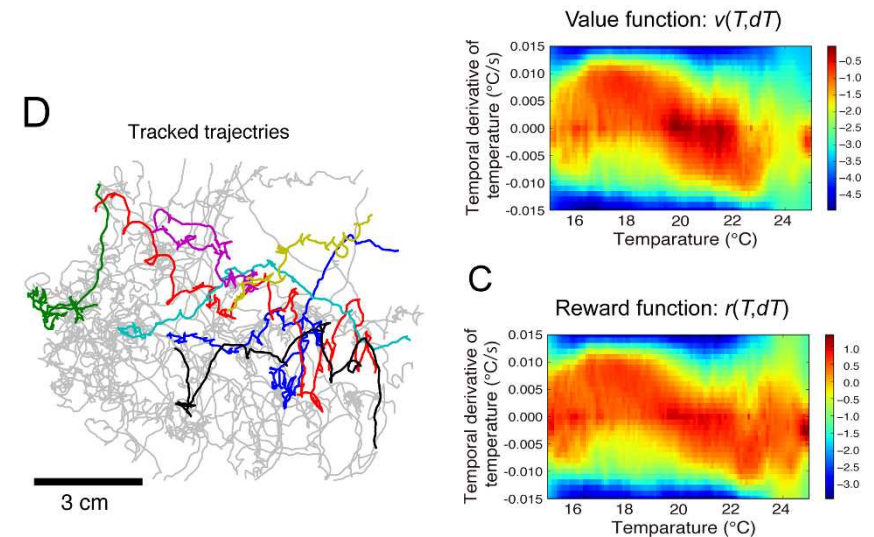 D
Tracked trajectories
3 cm
Value function: v(T,dT)
Temporal derivative of
temperature (°C/s)
0.015
0.010
0.005
0.000
-0.005
-0.010
-0.015
16 18 20 22 24
Temparature (°C)
−0.5
−1.0
−1.5
−2.0
−2.5
−3.0
−3.5
−4.0
−4.5
C
Reward function: r(T,dT)
Temporal derivative of
temperature (°C/s)
0.015
0.010
0.005
0.000
-0.005
-0.010
-0.015
16 18 20 22 24
Temparature (°C)
1.0
0.5
0.0
−0.5
−1.0
−1.5
−2.0
−2.5
−3.0